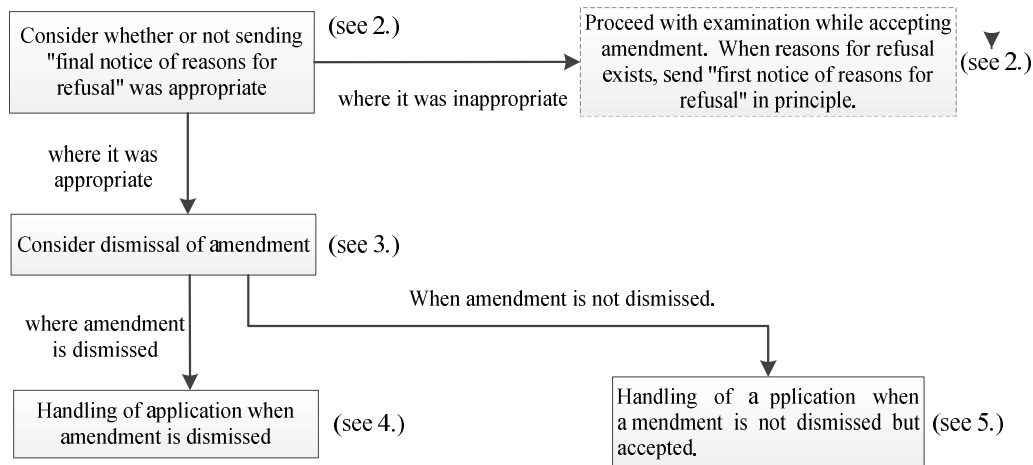 Consider whether or not sending
"final notice of reasons for
refusal" was appropriate
(see 2.)
where it was inappropriate
Proceed with examination while accepting
amendment. When reasons for refusal
exists, send "first notice of reasons for
refusal" in principle.
(see 2.)
where it was
appropriate
Consider dismissal of amendment
(see 3.)
When amendment is not dismissed.
where amendment
is dismissed
Handling of application when
amendment is dismissed
(see 4.)
Handling of a pplication when
a mendment is not dismissed but
accepted.
(see 5.)